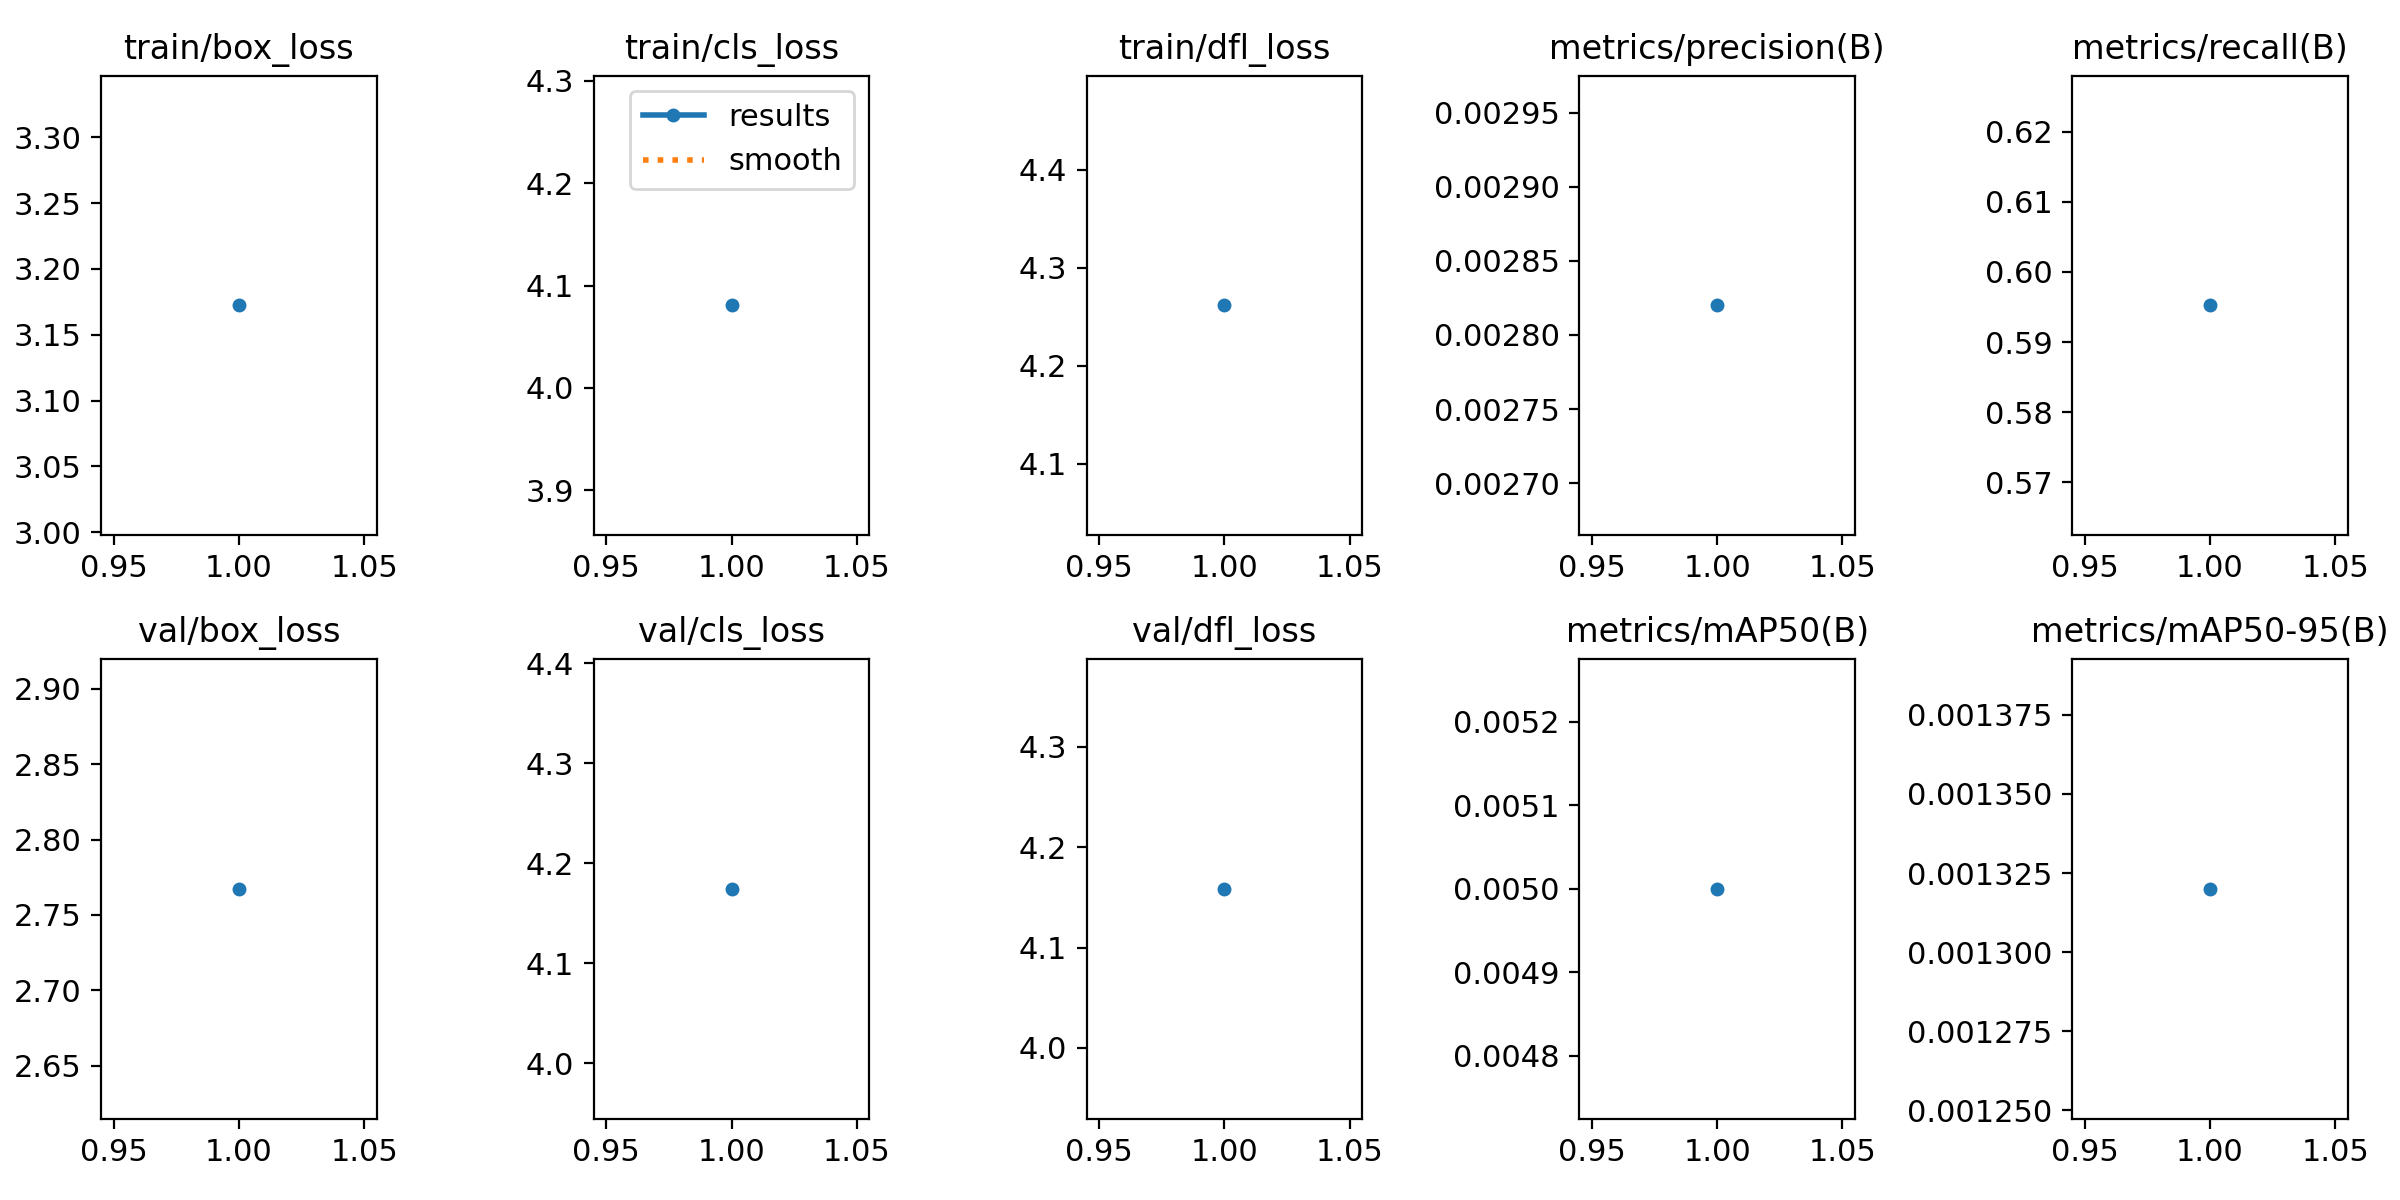 train/box_loss
3.30
3.25
3.20
3.15
3.10
3.05
3.00
0.95 1.00 1.05
train/cls_loss
4.3
4.2
4.1
4.0
3.9
results
smooth
0.95 1.00 1.05
train/dfl_loss
4.4
4.3
4.2
4.1
0.95 1.00 1.05
metrics/precision(B)
0.00295
0.00290
0.00285
0.00280
0.00275
0.00270
0.95 1.00 1.05
metrics/recall(B)
0.62
0.61
0.60
0.59
0.58
0.57
0.95 1.00 1.05
val/box_loss
2.90
2.85
2.80
2.75
2.70
2.65
0.95 1.00 1.05
val/cls_loss
4.4
4.3
4.2
4.1
4.0
0.95 1.00 1.05
val/dfl_loss
4.3
4.2
4.1
4.0
0.95 1.00 1.05
metrics/mAP50(B)
0.0052
0.0051
0.0050
0.0049
0.0048
0.95 1.00 1.05
metrics/mAP50-95(B)
0.001375
0.001350
0.001325
0.001300
0.001275
0.001250
0.95 1.00 1.05